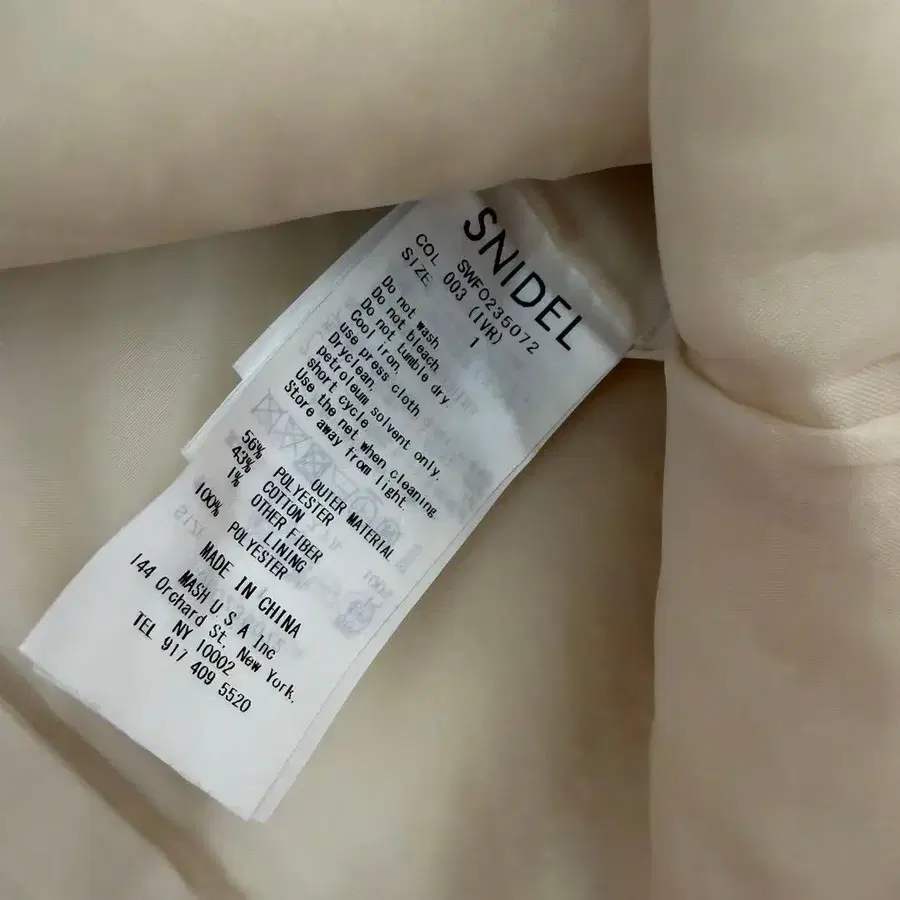 SNIDEL
SWFO235072
COL 003 (IVR)
SIZE 1
Do not wash.
Do not bleach.
Do not tumble dry.
Cool iron.
use press cloth.
Dryclean.
petroleum solvent only.
short cycle.
Use the net when cleaning.
Store away from light.
OUTER MATERIAL
56% POLYESTER
43% COTTON
1% OTHER FIBER
LINING
100% POLYESTER
MADE IN CHINA
MASH U S A Inc
144 Orchard St, New York,
NY 10002
TEL 917 409 5520